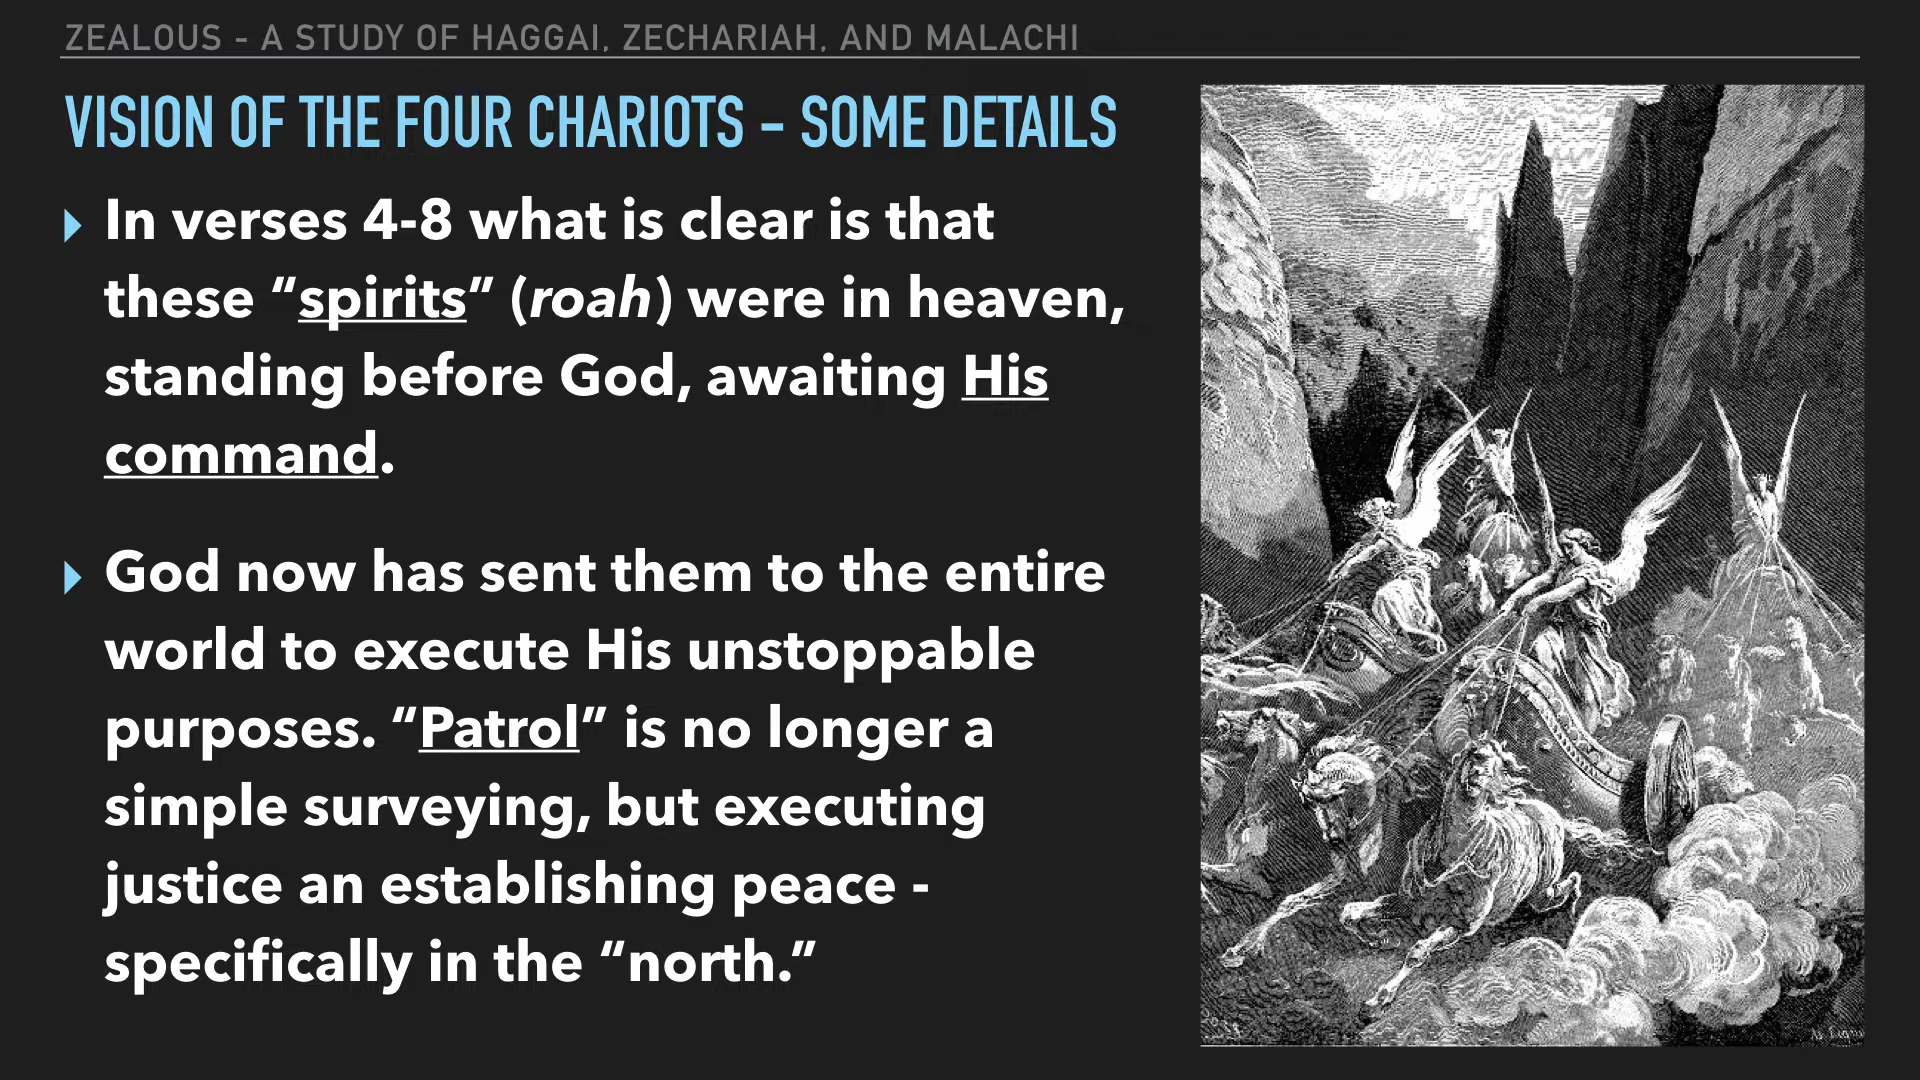 ZEALOUS - A STUDY OF HAGGAI, ZECHARIAH, AND MALACHI
VISION OF THE FOUR CHARIOTS - SOME DETAILS
In verses 4-8 what is clear is that
these “spirits” (roah) were in heaven,
standing before God, awaiting His
command.
God now has sent them to the entire
world to execute His unstoppable
purposes. “Patrol” is no longer a
simple surveying, but executing
justice an establishing peace -
specifically in the “north.”